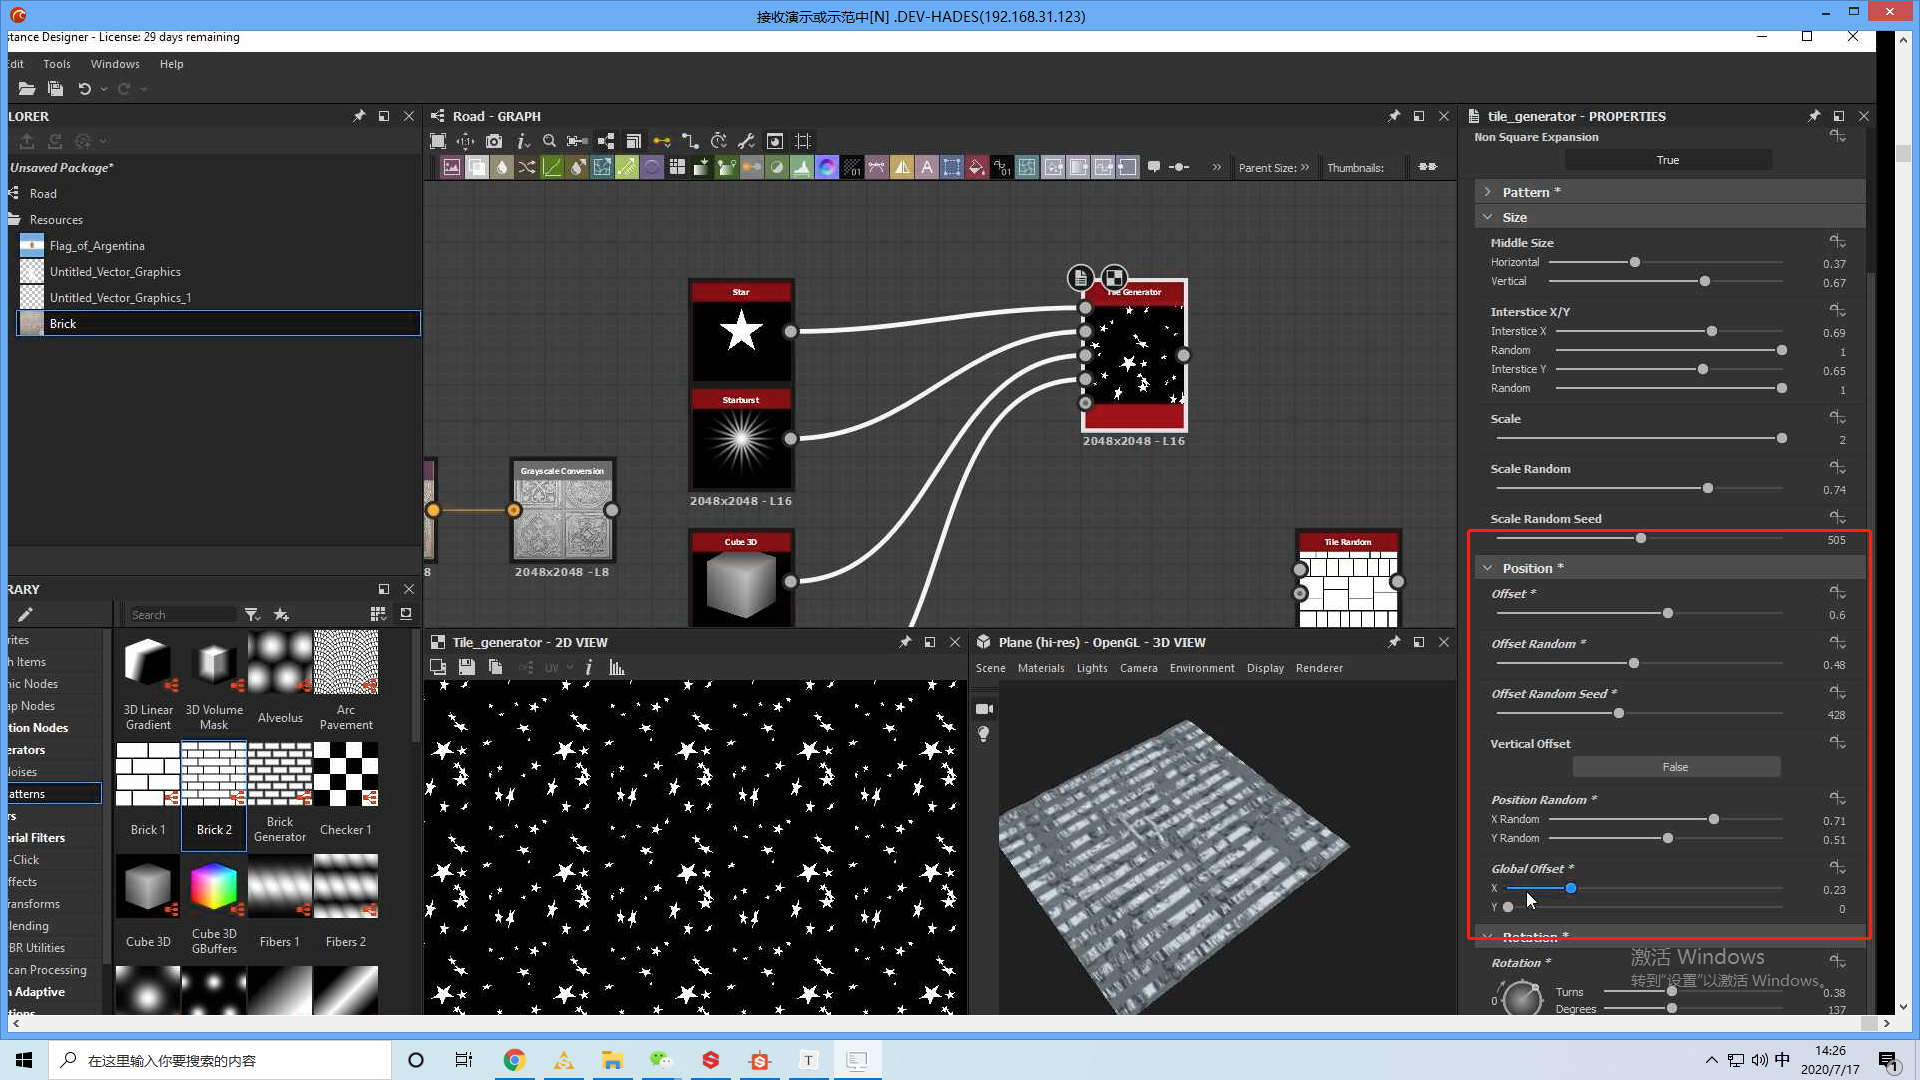 接收演示或示范中[N] .DEV-HADES(192.168.31.123)
stance Designer - License: 29 days remaining
Edit Tools Windows Help
LORER
Unsaved Package*
Road
Resources
Flag_of_Argentina
Untitled_Vector_Graphics
Untitled_Vector_Graphics_1
Brick
Road - GRAPH
Parent Size: >>
Thumbnails:
Star
Starburst
2048x2048 - L16
Grayscale Conversion
2048x2048 - L8
8
Cube 3D
Tile Generator
2048x2048 - L16
Tile Random
RARY
Search
rites
h Items
nic Nodes
ap Nodes
tion Nodes
erators
Noises
atterns
rs
erial Filters
-Click
ffects
ransforms
lending
BR Utilities
can Processing
n Adaptive
tions
3D Linear Gradient
3D Volume Mask
Alveolus
Arc Pavement
Brick 1
Brick 2
Brick Generator
Checker 1
Cube 3D
Cube 3D GBuffers
Fibers 1
Fibers 2
Tile_generator - 2D VIEW
UV
Plane (hi-res) - OpenGL - 3D VIEW
Scene Materials Lights Camera Environment Display Renderer
tile_generator - PROPERTIES
Non Square Expansion
True
Pattern *
Size
Middle Size
Horizontal 0.37
Vertical 0.67
Interstice X/Y
Interstice X 0.69
Random 1
Interstice Y 0.65
Random 1
Scale
2
Scale Random
0.74
Scale Random Seed
505
Position *
Offset *
0.6
Offset Random *
0.48
Offset Random Seed *
428
Vertical Offset
False
Position Random *
X Random 0.71
Y Random 0.51
Global Offset *
X 0.23
Y 0
Rotation *
Rotation *
0 Turns 0.38
Degrees 137
激活 Windows
转到"设置"以激活 Windows。
在这里输入你要搜索的内容
T
中
14:26
2020/7/17
1